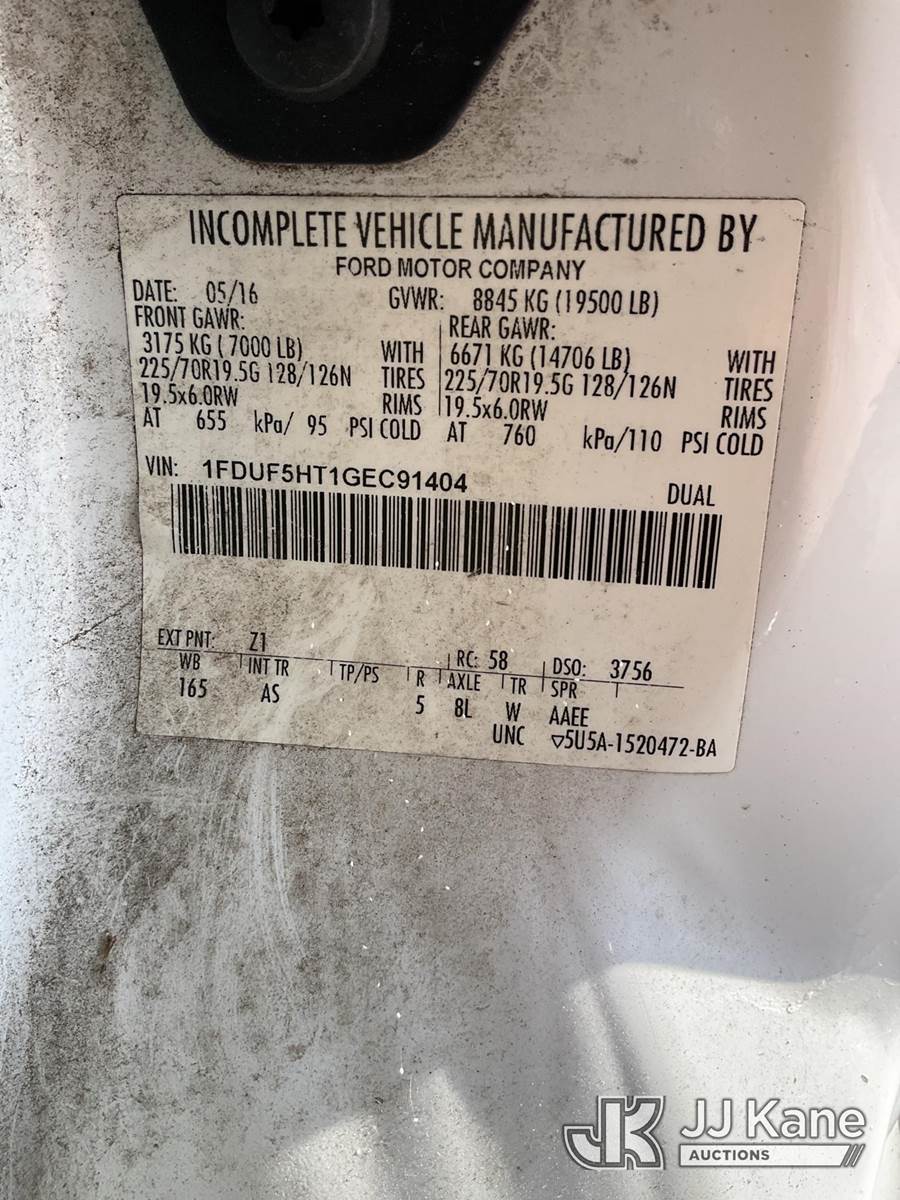 INCOMPLETE VEHICLE MANUFACTURED BY
FORD MOTOR COMPANY
DATE: 05/16 GVWR: 8845 KG (19500 LB)
FRONT GAWR: REAR GAWR:
3175 KG (7000 LB) WITH 6671 KG (14706 LB) WITH
225/70R19.5G 128/126N TIRES 225/70R19.5G 128/126N TIRES
19.5x6.0RW RIMS 19.5x6.0RW RIMS
AT 655 kPa/ 95 PSI COLD AT 760 kPa/110 PSI COLD
VIN: 1FDUF5HT1GEC91404 DUAL
EXT PNT: Z1 RC: 58 DSO: 3756
WB INT TR TP/PS R AXLE TR SPR
165 AS 5 8L W AAEE
UNC ▽5U5A-1520472-BA
JK JJ Kane
AUCTIONS